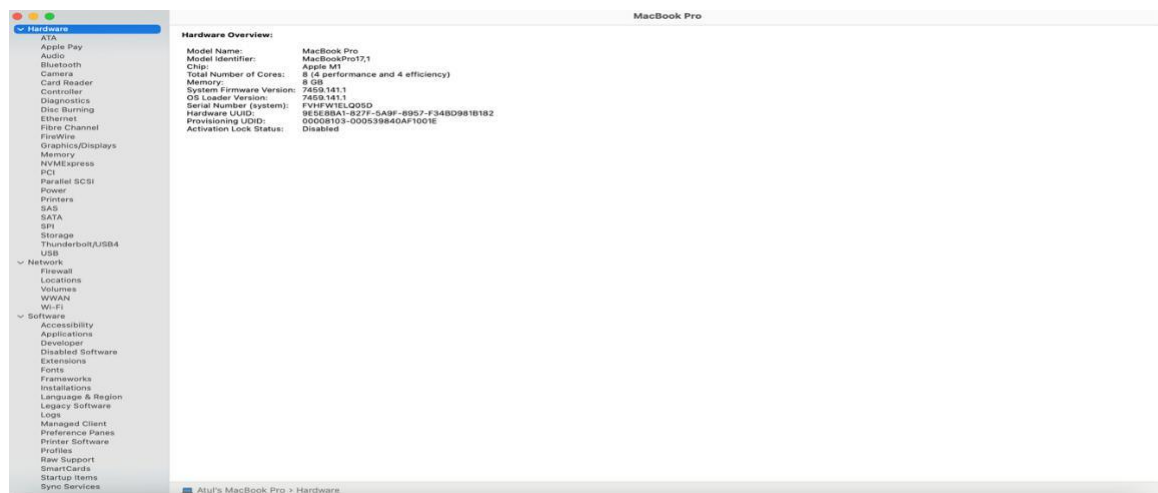 MacBook Pro
Hardware
ATA
Apple Pay
Audio
Bluetooth
Camera
Card Reader
Controller
Diagnostics
Disc Burning
Ethernet
Fibre Channel
FireWire
Graphics/Displays
Memory
NVMExpress
PCI
Parallel SCSI
Power
Printers
SAS
SATA
SPI
Storage
Thunderbolt/USB4
USB
Network
Firewall
Locations
Volumes
WWAN
Wi-Fi
Software
Accessibility
Applications
Developer
Disabled Software
Extensions
Fonts
Frameworks
Installations
Language & Region
Legacy Software
Logs
Managed Client
Preference Panes
Printer Software
Profiles
Raw Support
SmartCards
Startup Items
Sync Services
Hardware Overview:
Model Name: MacBook Pro
Model Identifier: MacBookPro17,1
Chip: Apple M1
Total Number of Cores: 8 (4 performance and 4 efficiency)
Memory: 8 GB
System Firmware Version: 7459.141.1
OS Loader Version: 7459.141.1
Serial Number (system): FVHFW1ELQ05D
Hardware UUID: 9E5E8BA1-827F-5A9F-8957-F34BD981B182
Provisioning UDID: 00008103-000539840AF1001E
Activation Lock Status: Disabled
Atul's MacBook Pro > Hardware